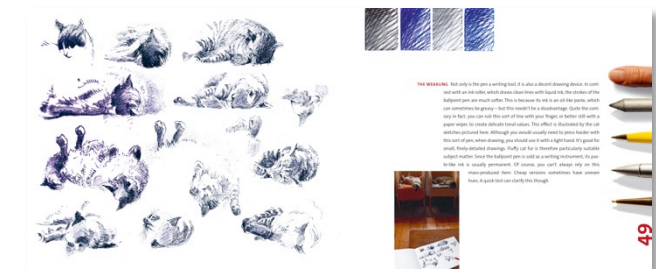 THE WEAKLING Not only is the pen a writing tool, it is also a decent drawing device. In cont-
rast with an ink roller, which draws clean lines with liquid ink, the strokes of the
ballpoint pen are much softer. This is because its ink is an oil-like paste, which
can sometimes be greasy – but this needn't be a disadvantage. Quite the cont-
rary in fact: you can rub this sort of line with your finger, or better still with a
paper wiper, to create delicate tonal values. This effect is illustrated by the cat
sketches pictured here. Although you would usually need to press harder with
this sort of pen, when drawing, you should use it with a light hand. It's good for
small, finely-detailed drawings. Fluffy cat fur is therefore particularly suitable
subject matter. Since the ballpoint pen is sold as a writing instrument, its pas-
te-like ink is usually permanent. Of course, you can't always rely on this
mass-produced item. Cheap versions sometimes have uneven
hues. A quick test can clarify this though.
49